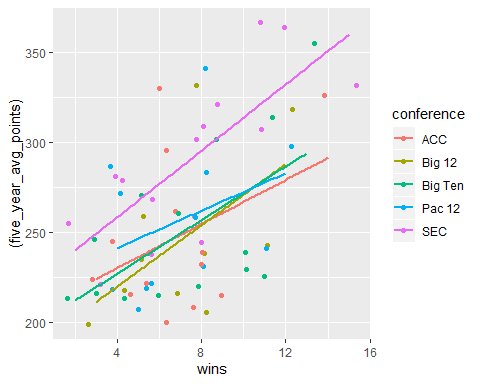 350
300
250
200
(five_year_avg_points)
4
8
12
16
wins
conference
ACC
Big 12
Big Ten
Pac 12
SEC